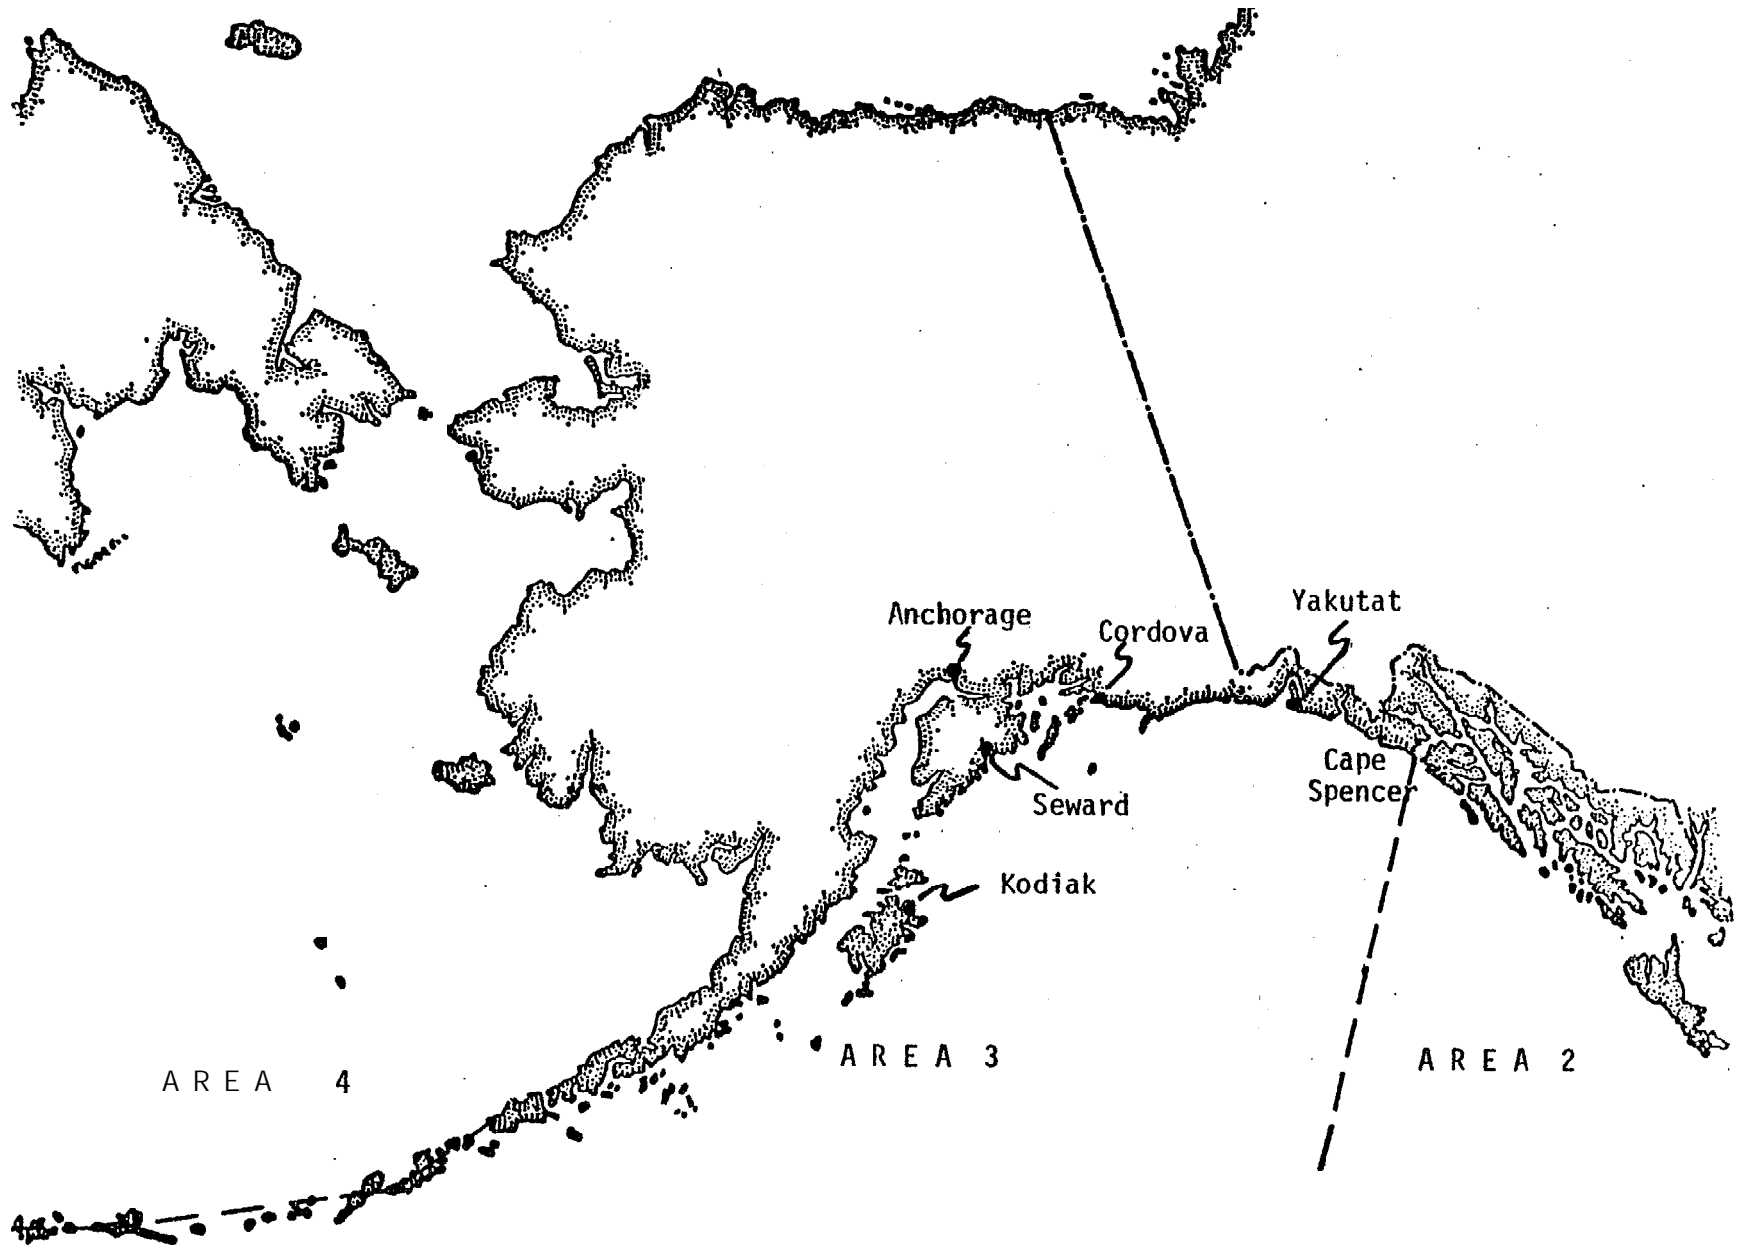 Yakutat
Anchorage
Cordova
Cape
Spencer
Seward
Kodiak
AREA 3
AREA 2
AREA 4